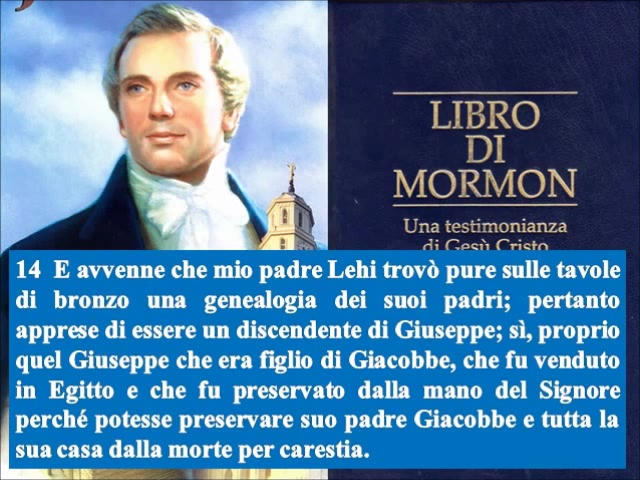 LIBRO
DI
MORMON
Una testimonianza
di Gesù Cristo
14 E avvenne che mio padre Lehi trovò pure sulle tavole
di bronzo una genealogia dei suoi padri; pertanto
apprese di essere un discendente di Giuseppe; sì, proprio
quel Giuseppe che era figlio di Giacobbe, che fu venduto
in Egitto e che fu preservato dalla mano del Signore
perché potesse preservare suo padre Giacobbe e tutta la
sua casa dalla morte per carestia.